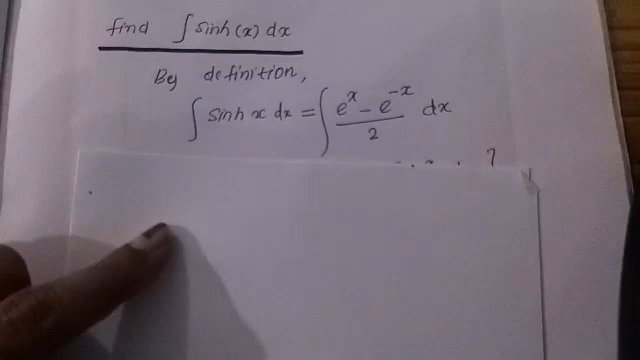 find ∫ sinh(x) dx
By definition,
∫ sinh x dx = ∫ (e^x - e^-x)/2 dx